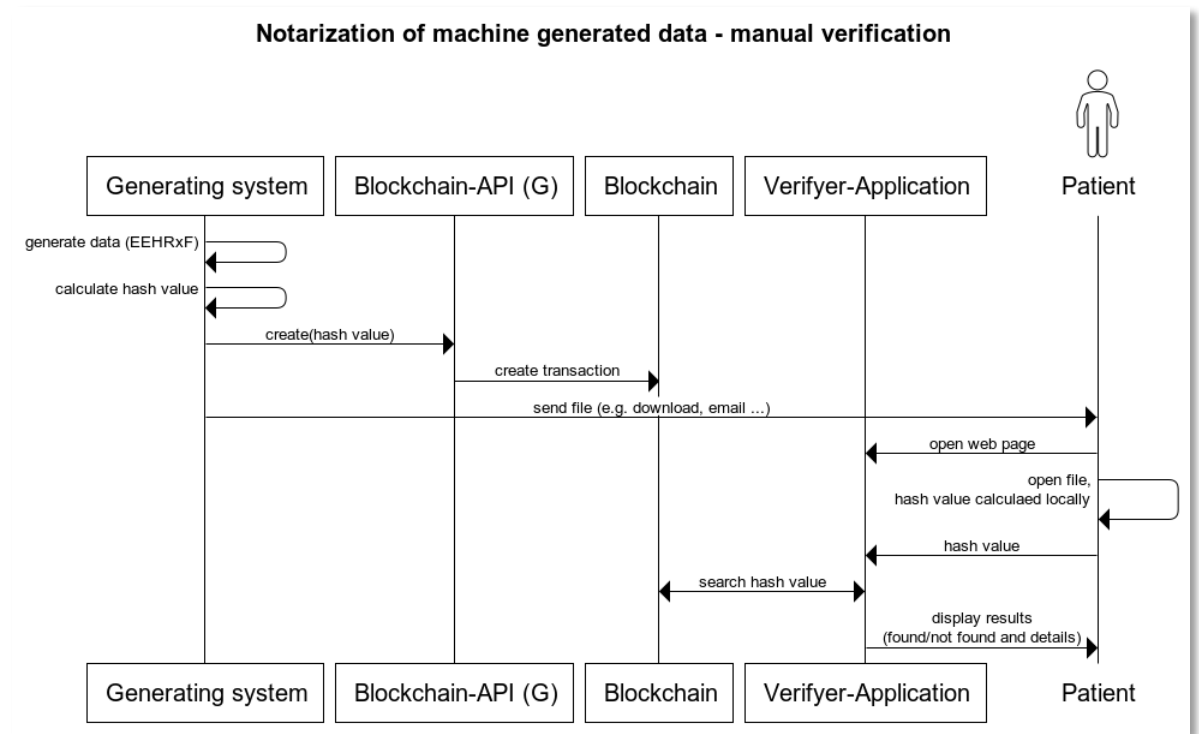 Notarization of machine generated data - manual verification
Generating system
Blockchain-API (G)
Blockchain
Verifyer-Application
Patient
generate data (EEHRxF)
calculate hash value
create(hash value)
create transaction
send file (e.g. download, email ...)
open web page
open file,
hash value calculaed locally
hash value
search hash value
display results
(found/not found and details)
Generating system
Blockchain-API (G)
Blockchain
Verifyer-Application
Patient